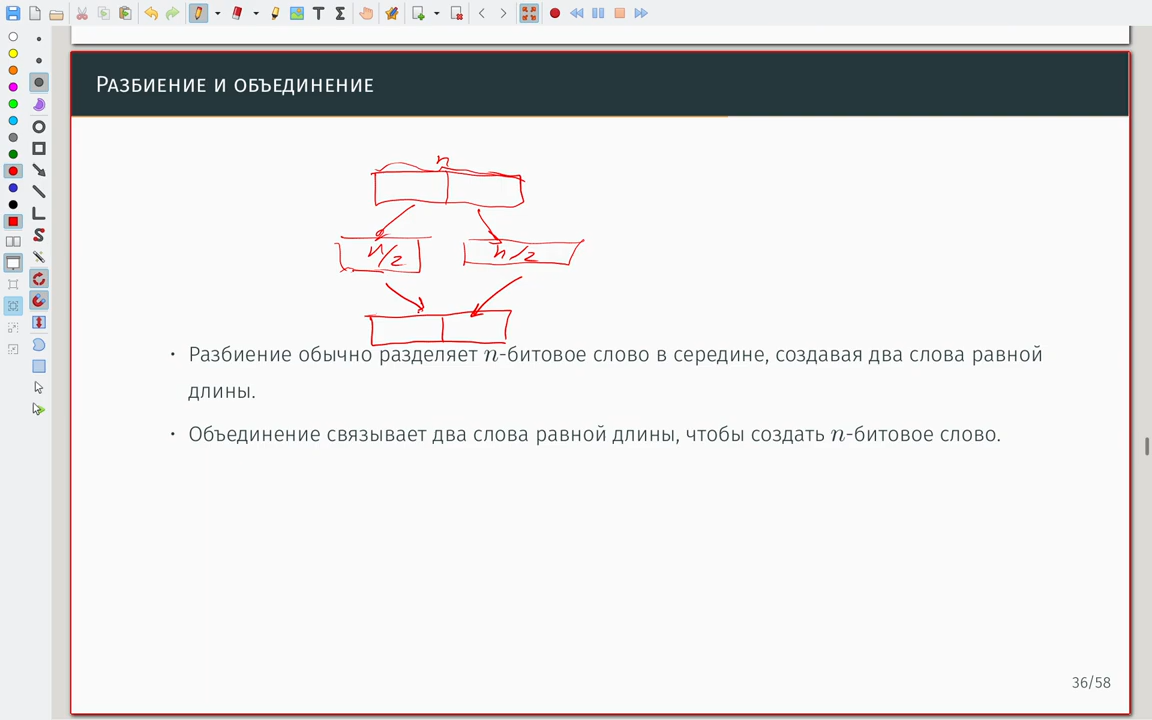 Разбиение и объединение
n
n/2 n/2
· Разбиение обычно разделяет n-битовое слово в середине, создавая два слова равной
длины.
· Объединение связывает два слова равной длины, чтобы создать n-битовое слово.
36/58